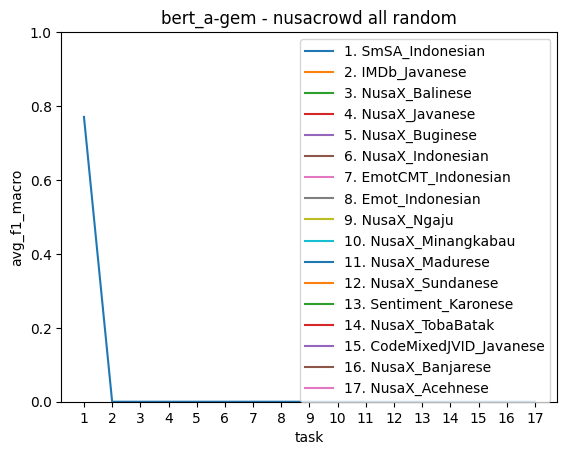 bert_a-gem - nusacrowd all random
1.0
0.8
0.6
0.4
0.2
0.0
avg_f1_macro
1. SmSA_Indonesian
2. IMDb_Javanese
3. NusaX_Balinese
4. NusaX_Javanese
5. NusaX_Buginese
6. NusaX_Indonesian
7. EmotCMT_Indonesian
8. Emot_Indonesian
9. NusaX_Ngaju
10. NusaX_Minangkabau
11. NusaX_Madurese
12. NusaX_Sundanese
13. Sentiment_Karonese
14. NusaX_TobaBatak
15. CodeMixedJVID_Javanese
16. NusaX_Banjarese
17. NusaX_Acehnese
1 2 3 4 5 6 7 8 9 10 11 12 13 14 15 16 17
task